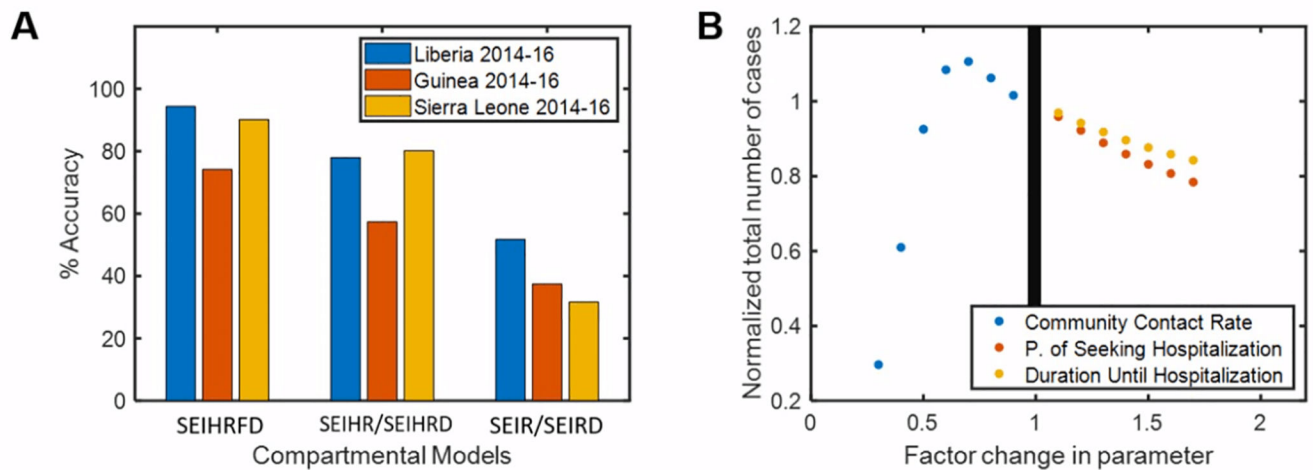 A
% Accuracy
100
80
60
40
20
0
Liberia 2014-16
Guinea 2014-16
Sierra Leone 2014-16
SEIHRFD
SEIHR/SEIHRD
SEIR/SEIRD
Compartmental Models
B
Normalized total number of cases
1.2
1
0.8
0.6
0.4
0.2
Community Contact Rate
P. of Seeking Hospitalization
Duration Until Hospitalization
0
0.5
1
1.5
2
Factor change in parameter